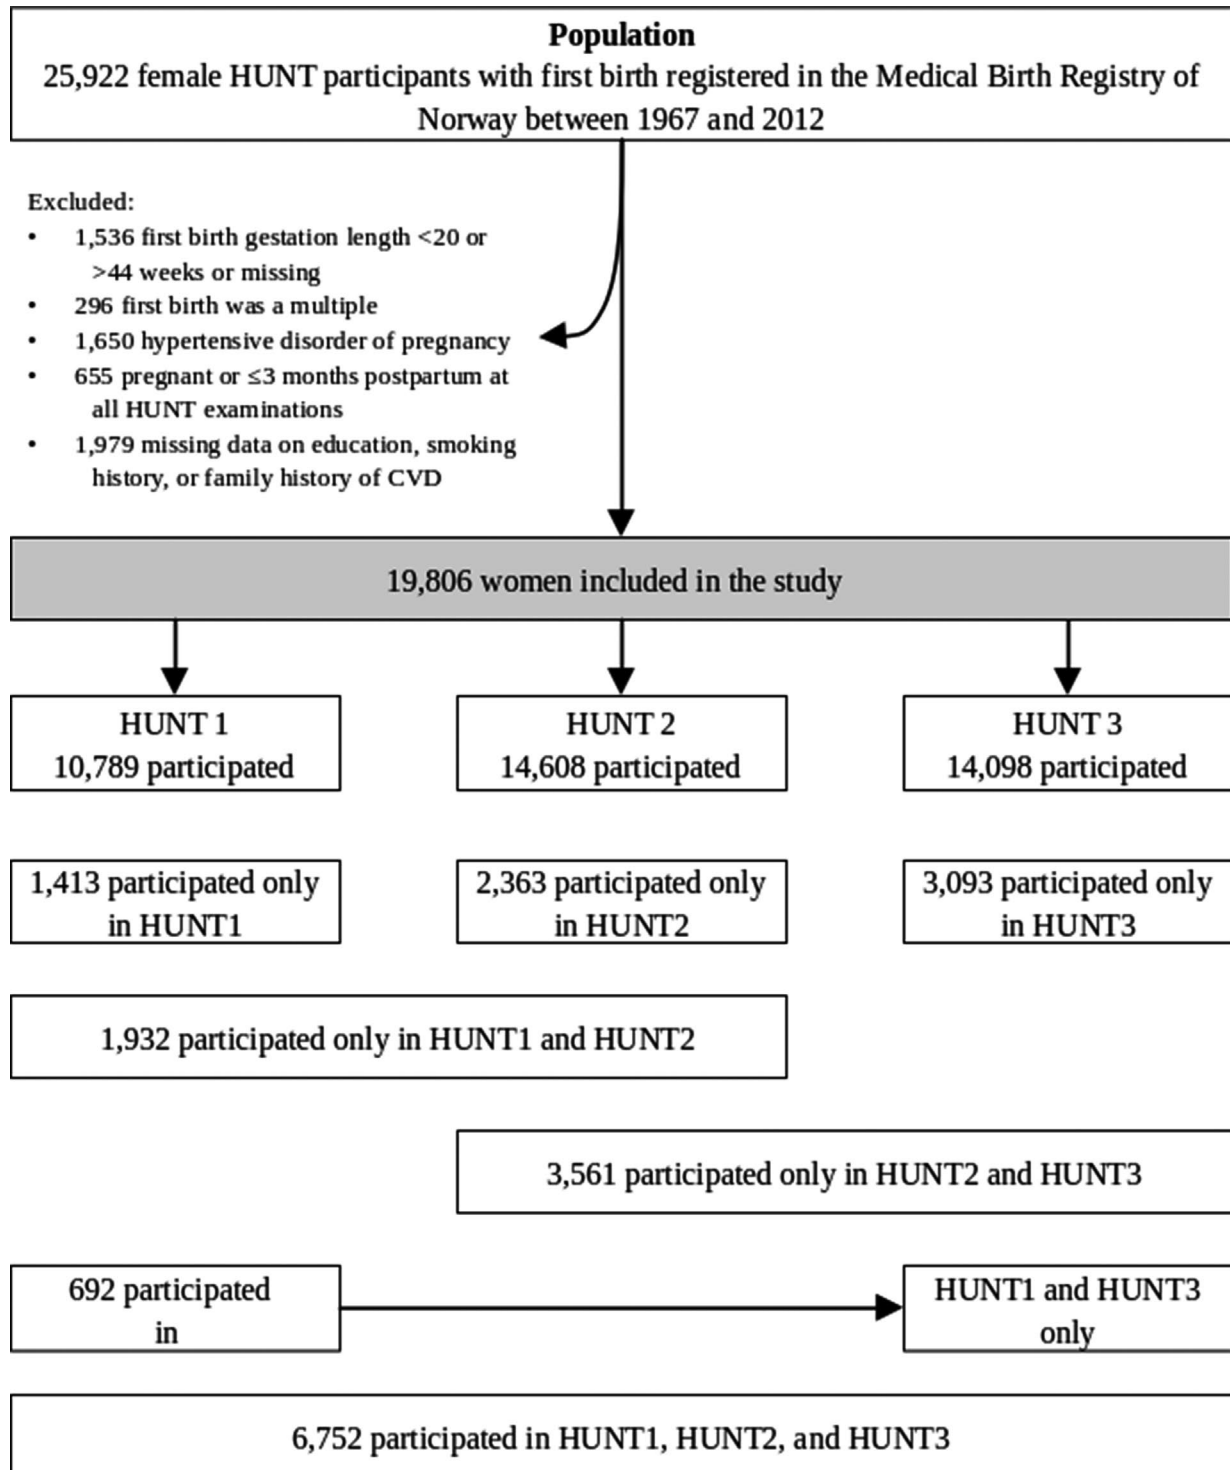 Population
25,922 female HUNT participants with first birth registered in the Medical Birth Registry of
Norway between 1967 and 2012
Excluded:
• 1,536 first birth gestation length <20 or
>44 weeks or missing
• 296 first birth was a multiple
• 1,650 hypertensive disorder of pregnancy
• 655 pregnant or ≤3 months postpartum at
all HUNT examinations
• 1,979 missing data on education, smoking
history, or family history of CVD
19,806 women included in the study
HUNT 1
10,789 participated
HUNT 2
14,608 participated
HUNT 3
14,098 participated
1,413 participated only
in HUNT1
2,363 participated only
in HUNT2
3,093 participated only
in HUNT3
1,932 participated only in HUNT1 and HUNT2
3,561 participated only in HUNT2 and HUNT3
692 participated
in
HUNT1 and HUNT3
only
6,752 participated in HUNT1, HUNT2, and HUNT3